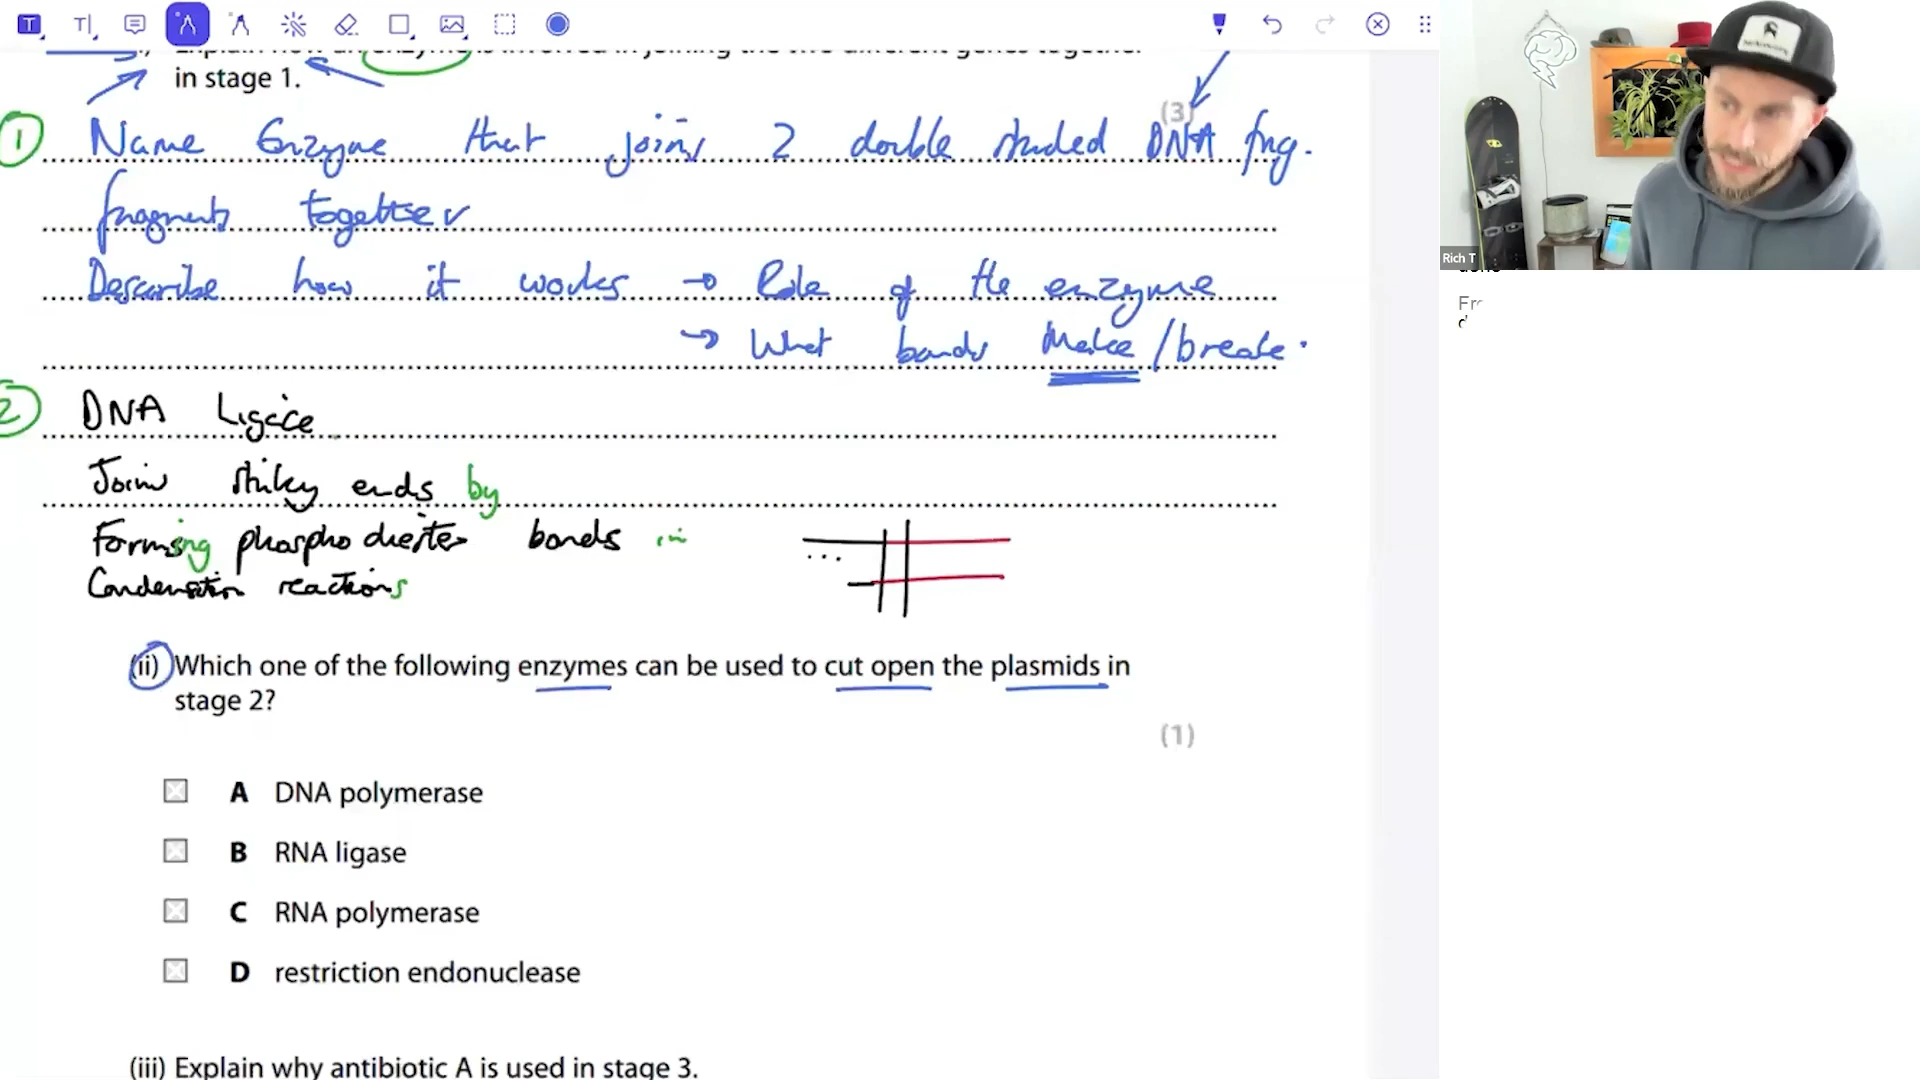 in stage 1.
(3)
1 Name Enzyme that joins 2 double stranded DNA frag.
fragments together
Describe how it works → Role of the enzyme
→ What bonds make/break.
2 DNA Ligase
Joins sticky ends by
Forming phosphodiester bonds in
Condensation reactions
(ii) Which one of the following enzymes can be used to cut open the plasmids in
stage 2?
(1)
A DNA polymerase
B RNA ligase
C RNA polymerase
D restriction endonuclease
(iii) Explain why antibiotic A is used in stage 3.
Rich T